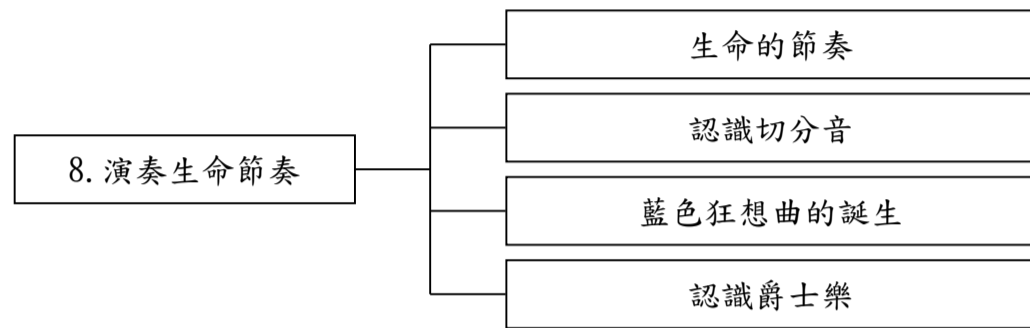 8. 演奏生命節奏
生命的節奏
認識切分音
藍色狂想曲的誕生
認識爵士樂